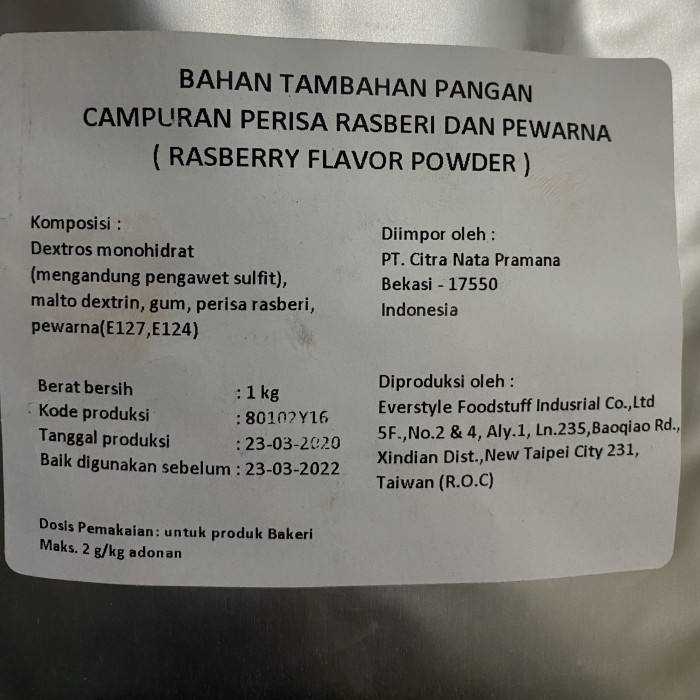 BAHAN TAMBAHAN PANGAN
CAMPURAN PERISA RASBERI DAN PEWARNA
( RASBERRY FLAVOR POWDER )
Komposisi :
Dextros monohidrat
(mengandung pengawet sulfit),
malto dextrin, gum, perisa rasberi,
pewarna(E127,E124)
Diimpor oleh :
PT. Citra Nata Pramana
Bekasi - 17550
Indonesia
Berat bersih : 1 kg
Kode produksi : 80102Y16
Tanggal produksi : 23-03-2020
Baik digunakan sebelum : 23-03-2022
Diproduksi oleh :
Everstyle Foodstuff Indusrial Co.,Ltd
5F.,No.2 & 4, Aly.1, Ln.235,Baoqiao Rd.,
Xindian Dist.,New Taipei City 231,
Taiwan (R.O.C)
Dosis Pemakaian: untuk produk Bakeri
Maks. 2 g/kg adonan